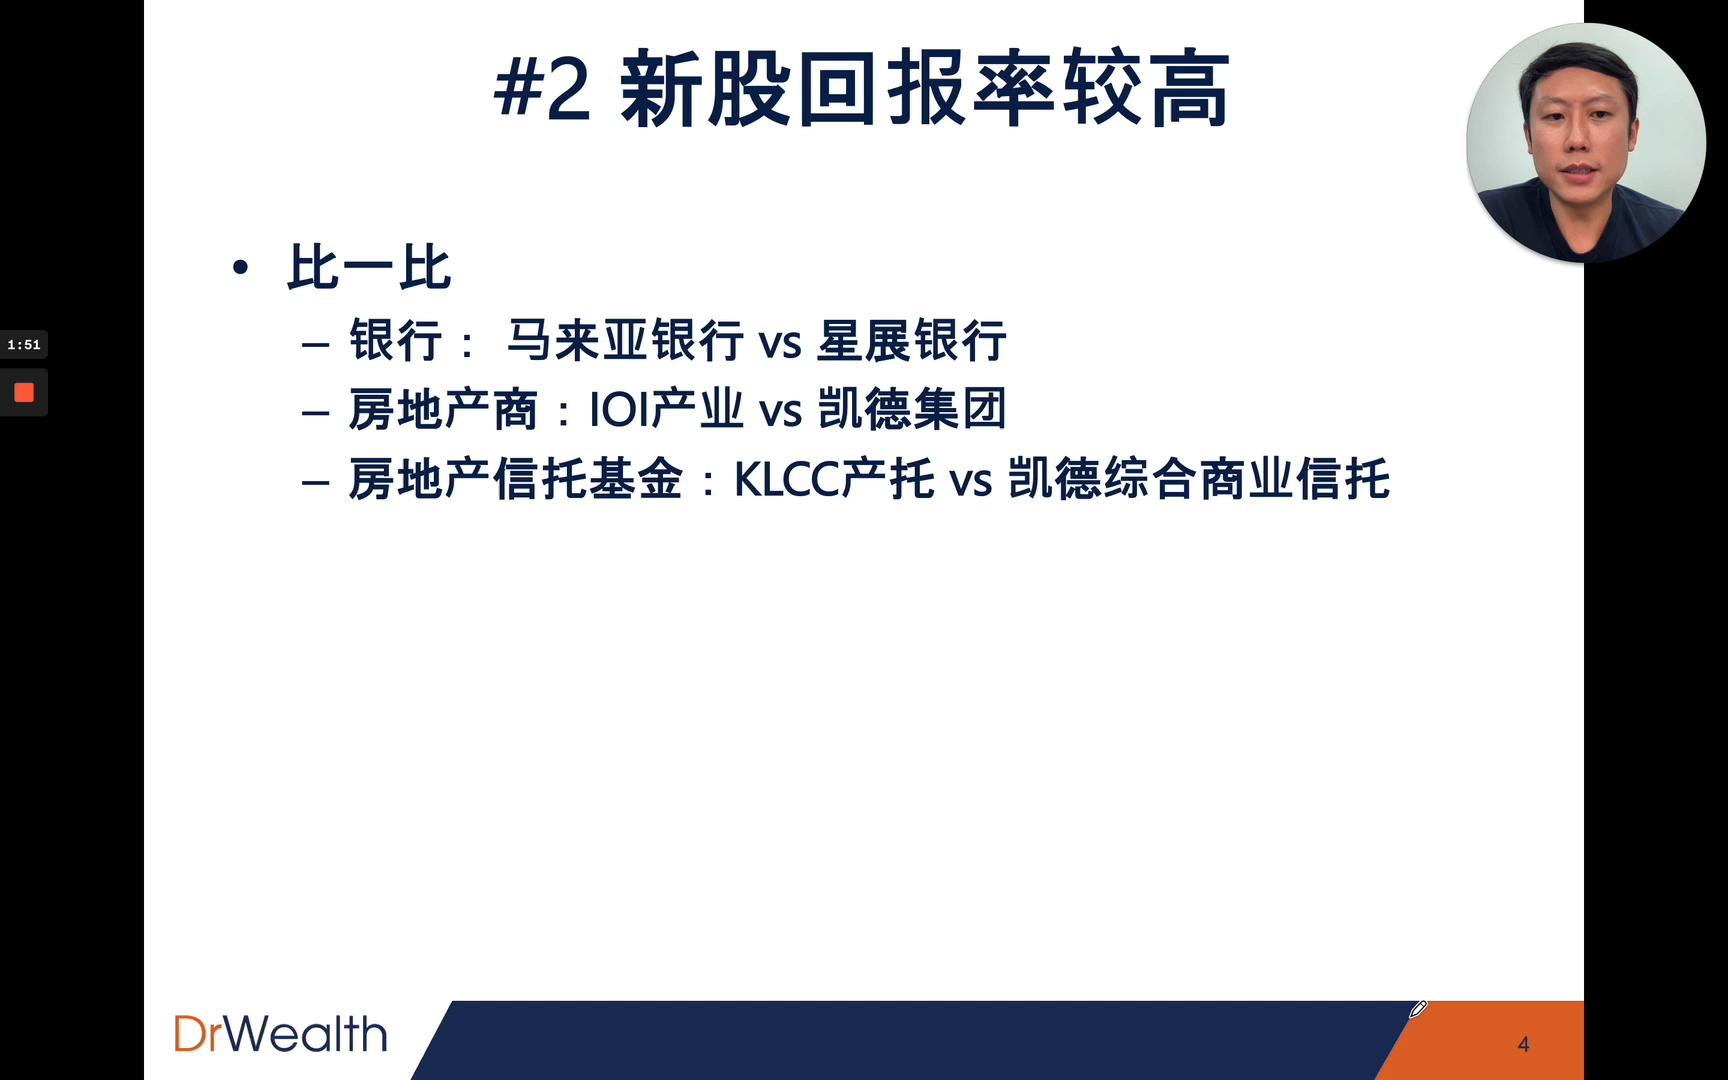 #2 新股回报率较高
• 比一比
– 银行： 马来亚银行 vs 星展银行
– 房地产商：IOI产业 vs 凯德集团
– 房地产信托基金：KLCC产托 vs 凯德综合商业信托
1:51
DrWealth
4